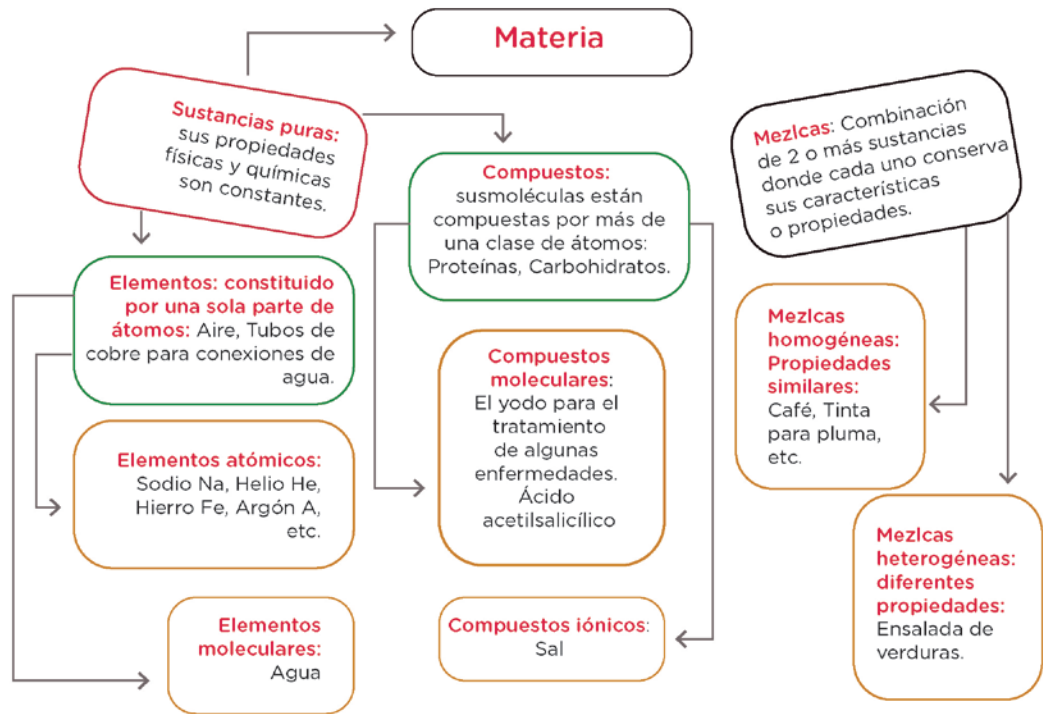 Materia
Sustancias puras:
sus propiedades
físicas y químicas
son constantes.
Compuestos:
susmoléculas están
compuestas por más de
una clase de átomos:
Proteínas, Carbohidratos.
Mezlcas: Combinación
de 2 o más sustancias
donde cada uno conserva
sus características
o propiedades.
Elementos: constituido
por una sola parte de
átomos: Aire, Tubos de
cobre para conexiones de
agua.
Compuestos
moleculares:
El yodo para el
tratamiento
de algunas
enfermedades.
Ácido
acetilsalicílico
Mezlcas
homogéneas:
Propiedades
similares:
Café, Tinta
para pluma,
etc.
Elementos atómicos:
Sodio Na, Helio He,
Hierro Fe, Argón A,
etc.
Mezlcas
heterogéneas:
diferentes
propiedades:
Ensalada de
verduras.
Elementos
moleculares:
Agua
Compuestos iónicos:
Sal